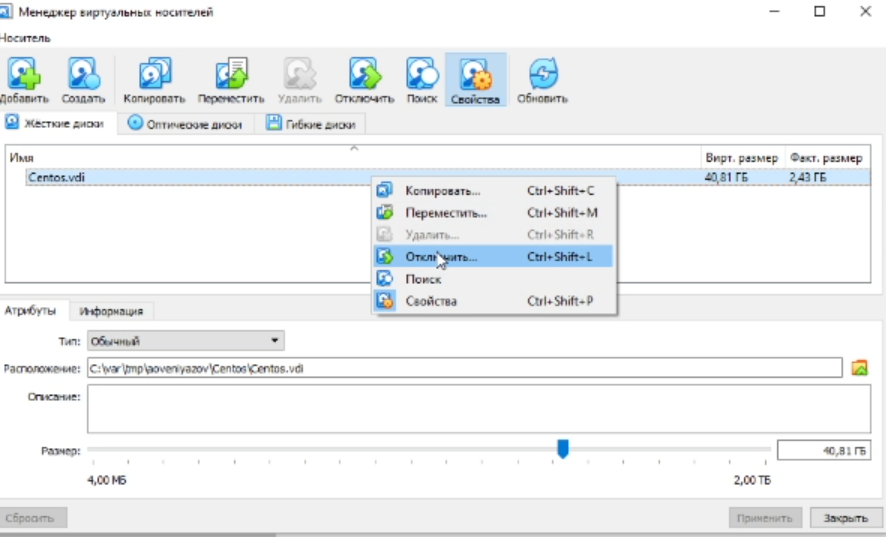 Менеджер виртуальных носителей
Носитель
Добавить Создать Копировать Переместить Удалить Отключить Поиск Свойства Обновить
Жёсткие диски Оптические диски Гибкие диски
Имя Вирт. размер Факт. размер
Centos.vdi 40,81 ГБ 2,43 ГБ
Копировать... Ctrl+Shift+C
Переместить... Ctrl+Shift+M
Удалить... Ctrl+Shift+R
Отключить... Ctrl+Shift+L
Поиск
Свойства Ctrl+Shift+P
Атрибуты Информация
Тип: Обычный
Расположение: C:\var\tmp\aoveniyazov\Centos\Centos.vdi
Описание:
Размер: 40,81 ГБ
4,00 МБ 2,00 ТБ
Сбросить Применить Закрыть